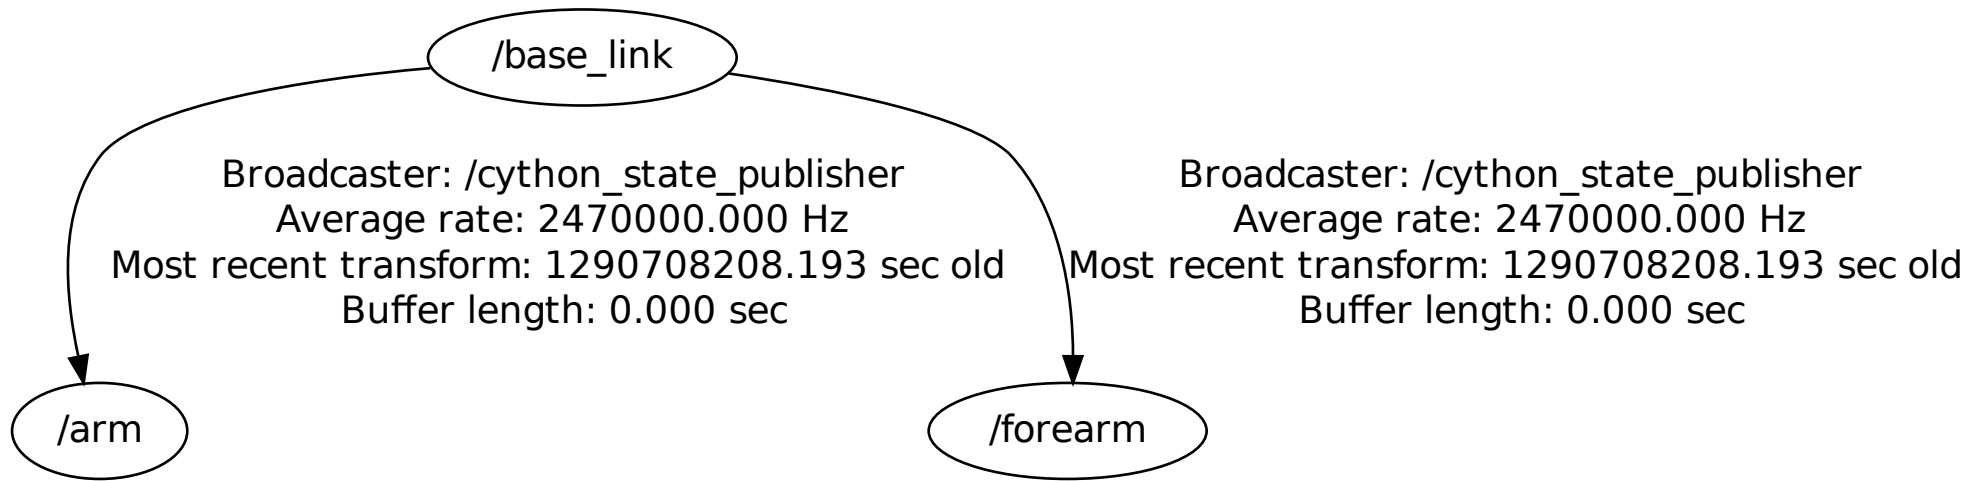 /base_link
Broadcaster: /cython_state_publisher
Average rate: 2470000.000 Hz
Most recent transform: 1290708208.193 sec old
Buffer length: 0.000 sec
Broadcaster: /cython_state_publisher
Average rate: 2470000.000 Hz
Most recent transform: 1290708208.193 sec old
Buffer length: 0.000 sec
/arm
/forearm